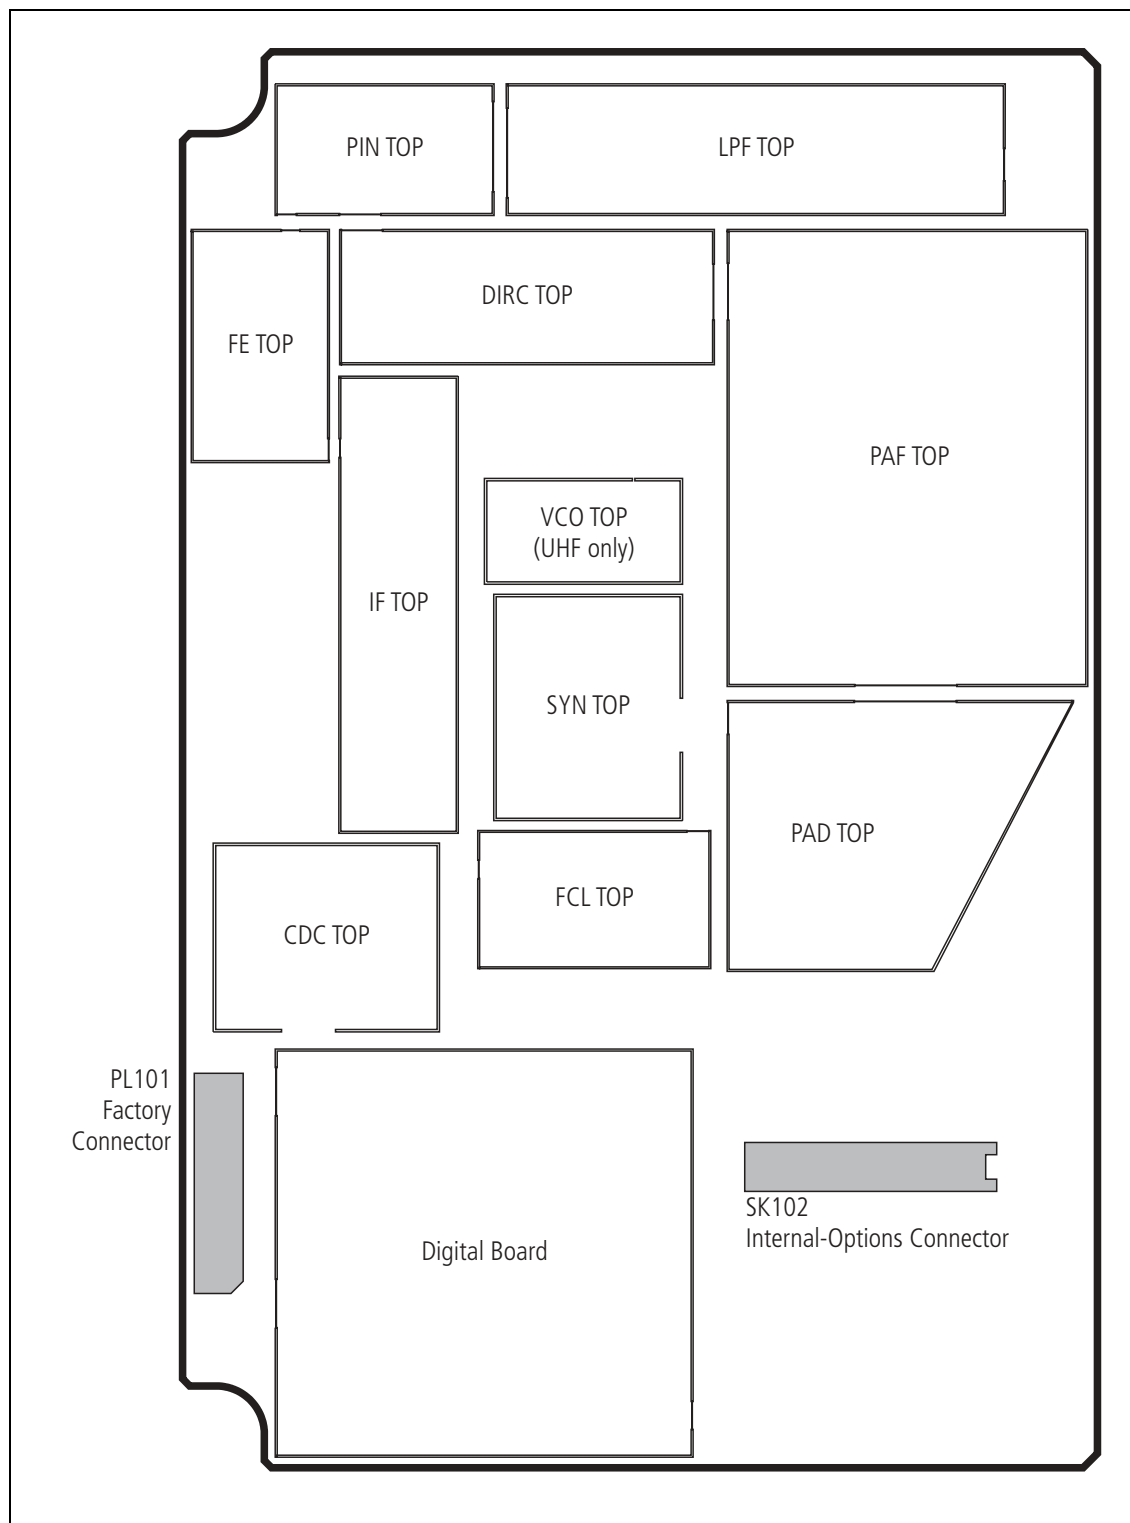 PIN TOP
LPF TOP
DIRC TOP
FE TOP
PAF TOP
VCO TOP
(UHF only)
IF TOP
SYN TOP
PAD TOP
FCL TOP
CDC TOP
PL101
Factory
Connector
SK102
Internal-Options Connector
Digital Board